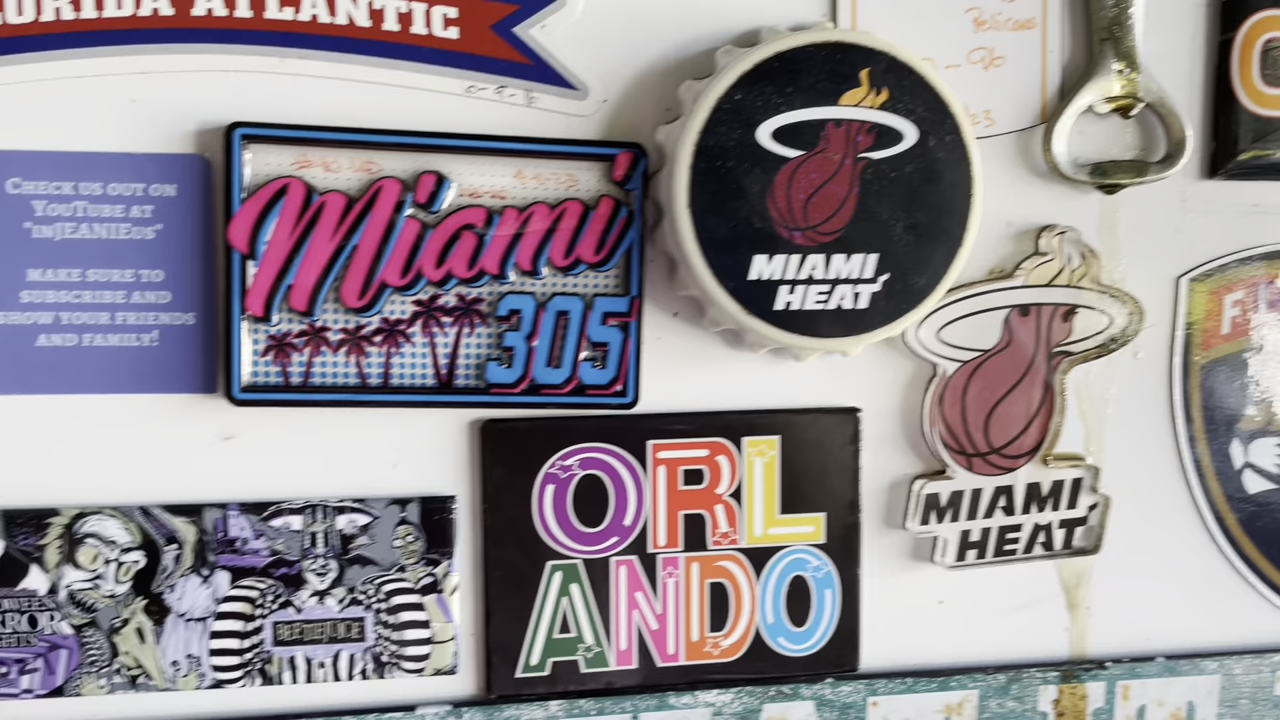 FLORIDA ATLANTIC
CHECK US OUT ON
YOUTUBE AT
"INJEANIEUS"
MAKE SURE TO
SUBSCRIBE AND
SHOW YOUR FRIENDS
AND FAMILY!
Miami
305
MIAMI
HEAT
Pelicans
MIAMI
HEAT
ORL
ANDO
BEETLEJUICE